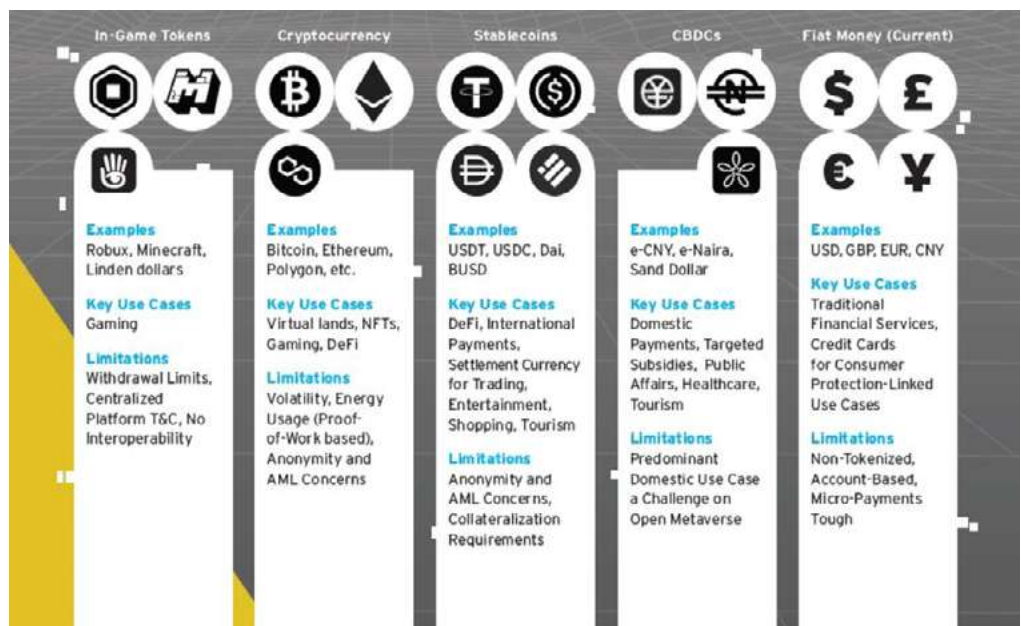 In-Game Tokens
Examples
Robux, Minecraft,
Linden dollars
Key Use Cases
Gaming
Limitations
Withdrawal Limits,
Centralized
Platform T&C, No
Interoperability
Cryptocurrency
Examples
Bitcoin, Ethereum,
Polygon, etc.
Key Use Cases
Virtual lands, NFTs,
Gaming, DeFi
Limitations
Volatility, Energy
Usage (Proof-
of-Work based),
Anonymity and
AML Concerns
Stablecoins
Examples
USDT, USDC, Dai,
BUSD
Key Use Cases
DeFi, International
Payments,
Settlement Currency
for Trading,
Entertainment,
Shopping, Tourism
Limitations
Anonymity and
AML Concerns,
Collateralization
Requirements
CBDCs
Examples
e-CNY, e-Naira,
Sand Dollar
Key Use Cases
Domestic
Payments, Targeted
Subsidies, Public
Affairs, Healthcare,
Tourism
Limitations
Predominant
Domestic Use Case
a Challenge on
Open Metaverse
Fiat Money (Current)
$ £
€ ¥
Examples
USD, GBP, EUR, CNY
Key Use Cases
Traditional
Financial Services,
Credit Cards
for Consumer
Protection-Linked
Use Cases
Limitations
Non-Tokenized,
Account-Based,
Micro-Payments
Tough